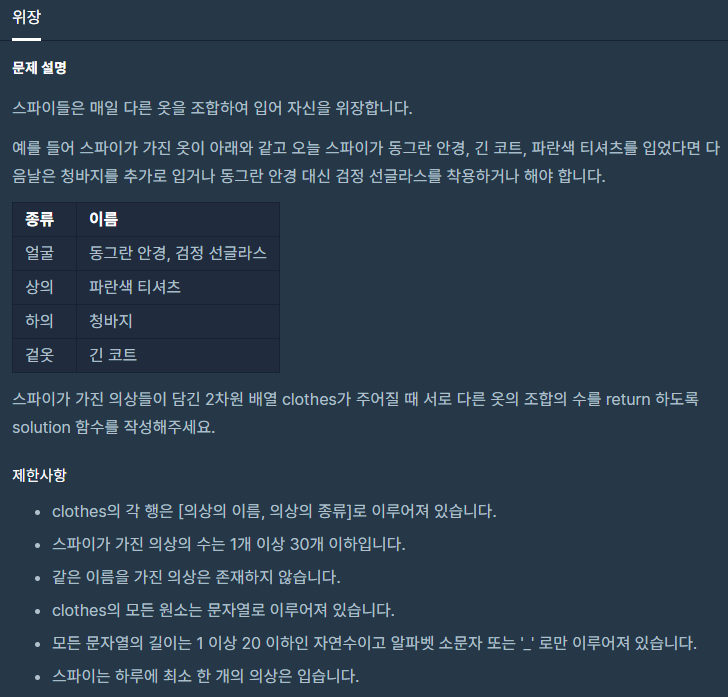 위장
문제 설명
스파이들은 매일 다른 옷을 조합하여 입어 자신을 위장합니다.
예를 들어 스파이가 가진 옷이 아래와 같고 오늘 스파이가 동그란 안경, 긴 코트, 파란색 티셔츠를 입었다면 다
음날은 청바지를 추가로 입거나 동그란 안경 대신 검정 선글라스를 착용하거나 해야 합니다.
종류 이름
얼굴 동그란 안경, 검정 선글라스
상의 파란색 티셔츠
하의 청바지
겉옷 긴 코트
스파이가 가진 의상들이 담긴 2차원 배열 clothes가 주어질 때 서로 다른 옷의 조합의 수를 return 하도록
solution 함수를 작성해주세요.
제한사항
• clothes의 각 행은 [의상의 이름, 의상의 종류]로 이루어져 있습니다.
• 스파이가 가진 의상의 수는 1개 이상 30개 이하입니다.
• 같은 이름을 가진 의상은 존재하지 않습니다.
• clothes의 모든 원소는 문자열로 이루어져 있습니다.
• 모든 문자열의 길이는 1 이상 20 이하인 자연수이고 알파벳 소문자 또는 '_' 로만 이루어져 있습니다.
• 스파이는 하루에 최소 한 개의 의상은 입습니다.